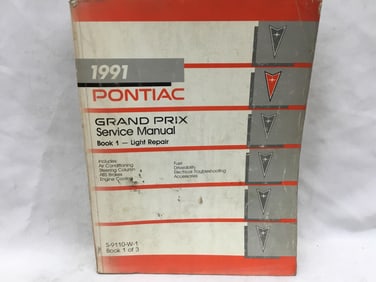 1991
PONTIAC
GRAND PRIX
Service Manual
Book 1 — Light Repair
Includes:
Air Conditioning
Steering Column
ABS Brakes
Engine Controls
Fuel
Driveability
Electrical Troubleshooting
Accessories
S-9110-W-1
Book 1 of 3